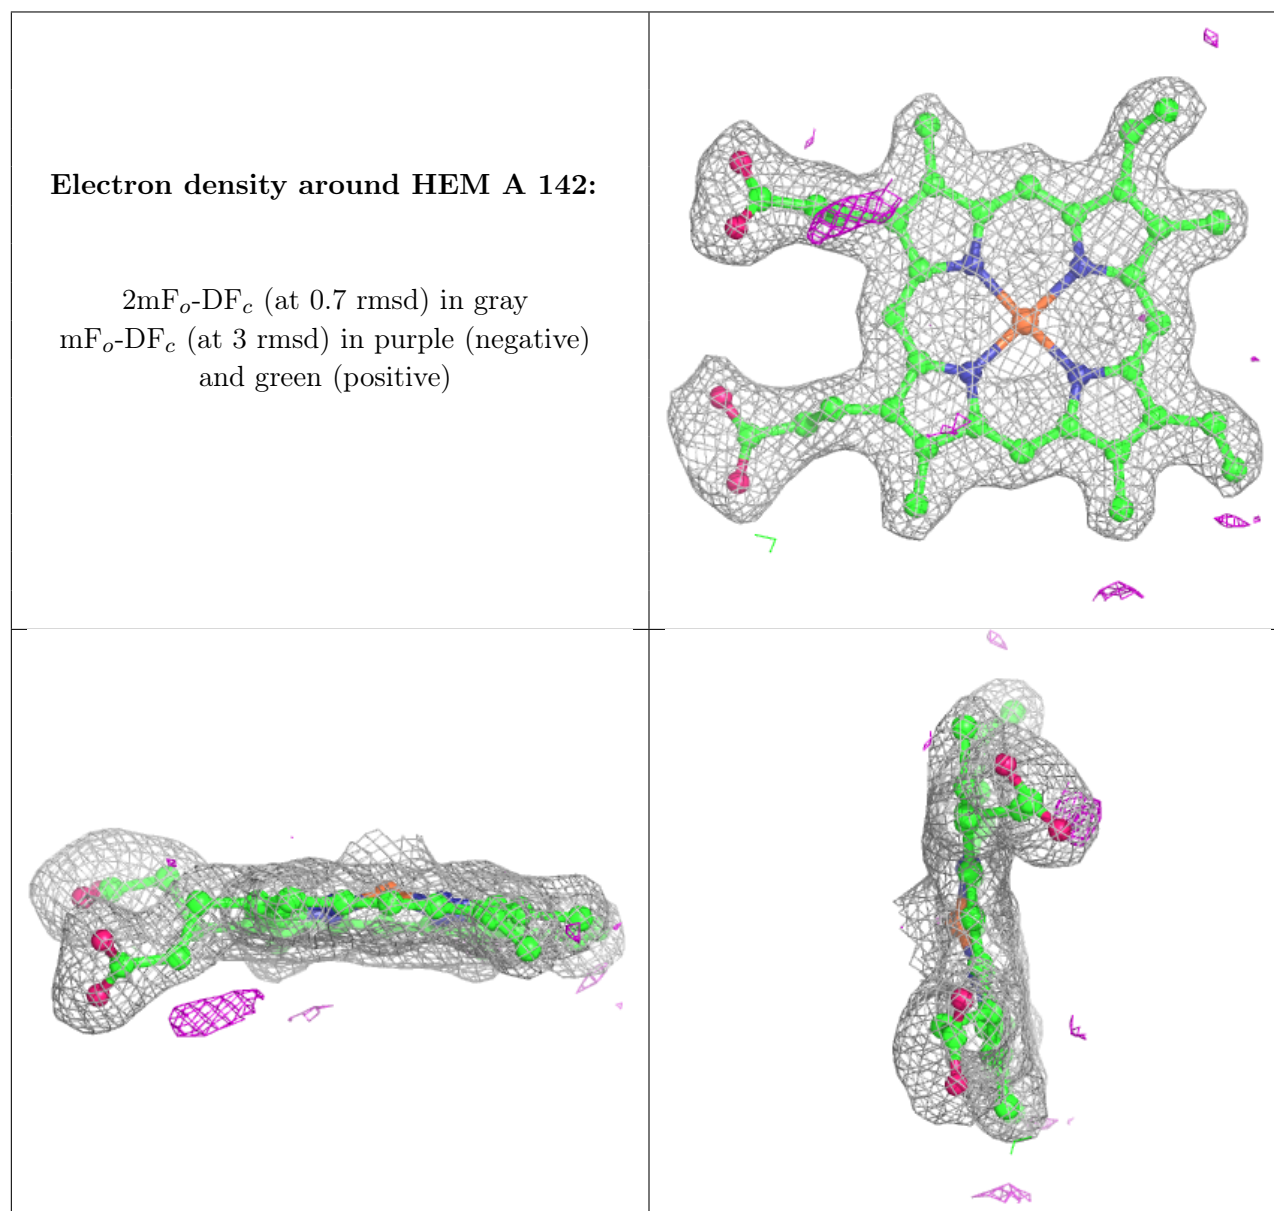 Electron density around HEM A 142:
2mFₒ-DF𝒸 (at 0.7 rmsd) in gray
mFₒ-DF𝒸 (at 3 rmsd) in purple (negative)
and green (positive)